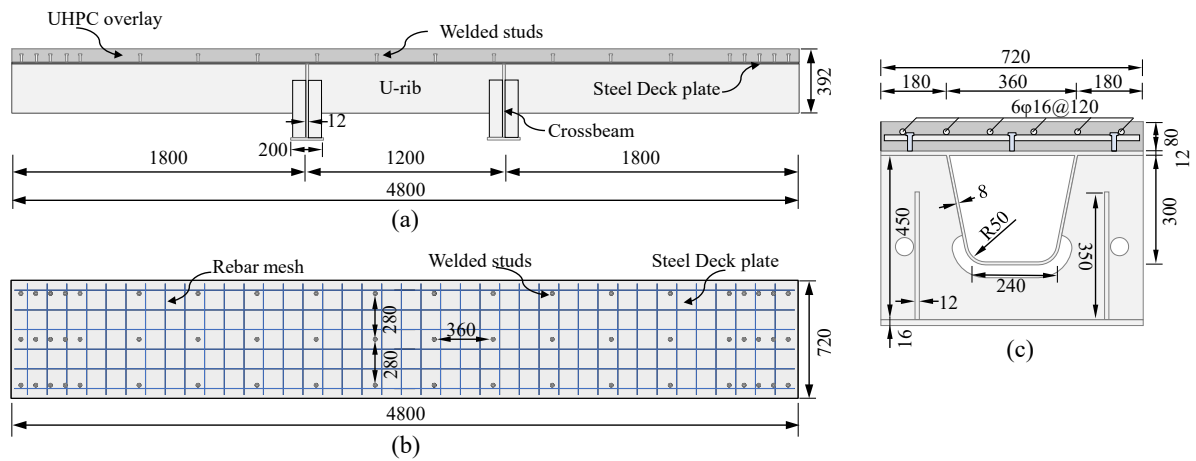 UHPC overlay
Welded studs
U-rib
Steel Deck plate
392
12
Crossbeam
200
1800
1200
1800
4800
(a)
Rebar mesh
Welded studs
Steel Deck plate
280
360
280
720
4800
(b)
720
180
360
180
6φ16@120
80
12
8
450
R50
350
300
240
12
16
(c)